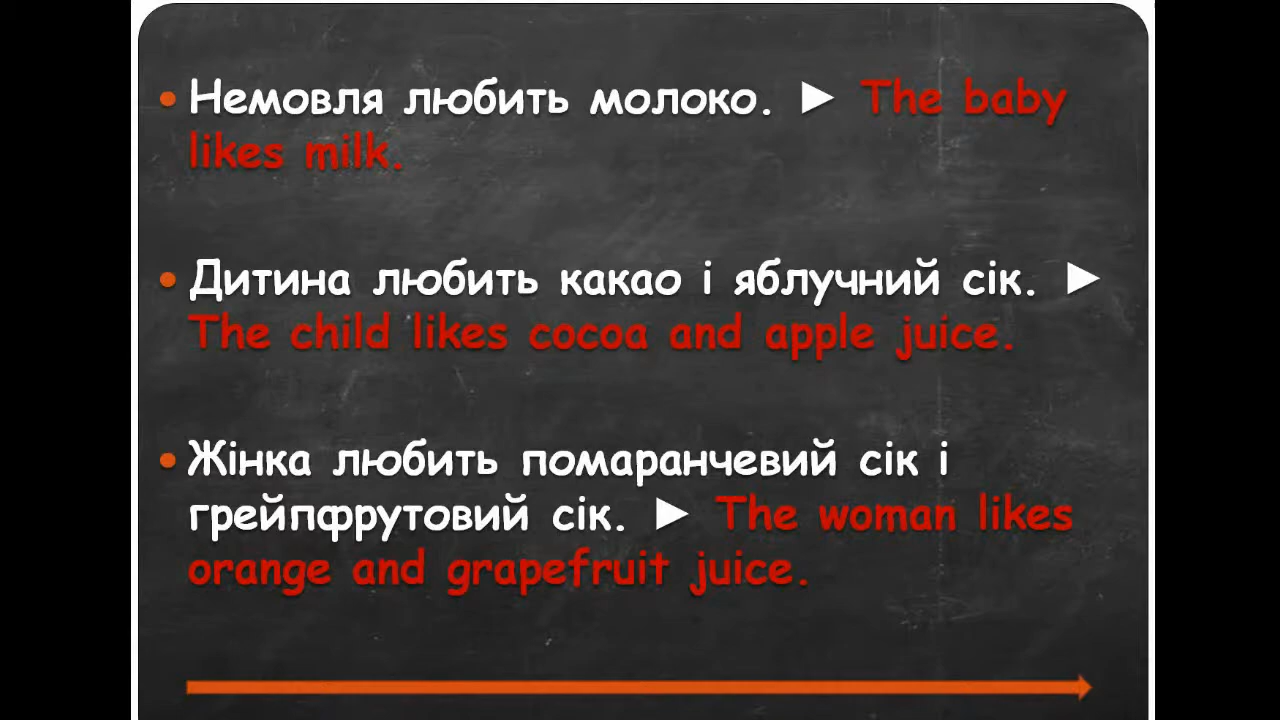 • Немовля любить молоко. ► The baby
likes milk.
• Дитина любить какао і яблучний сік. ►
The child likes cocoa and apple juice.
• Жінка любить помаранчевий сік і
грейпфрутовий сік. ► The woman likes
orange and grapefruit juice.